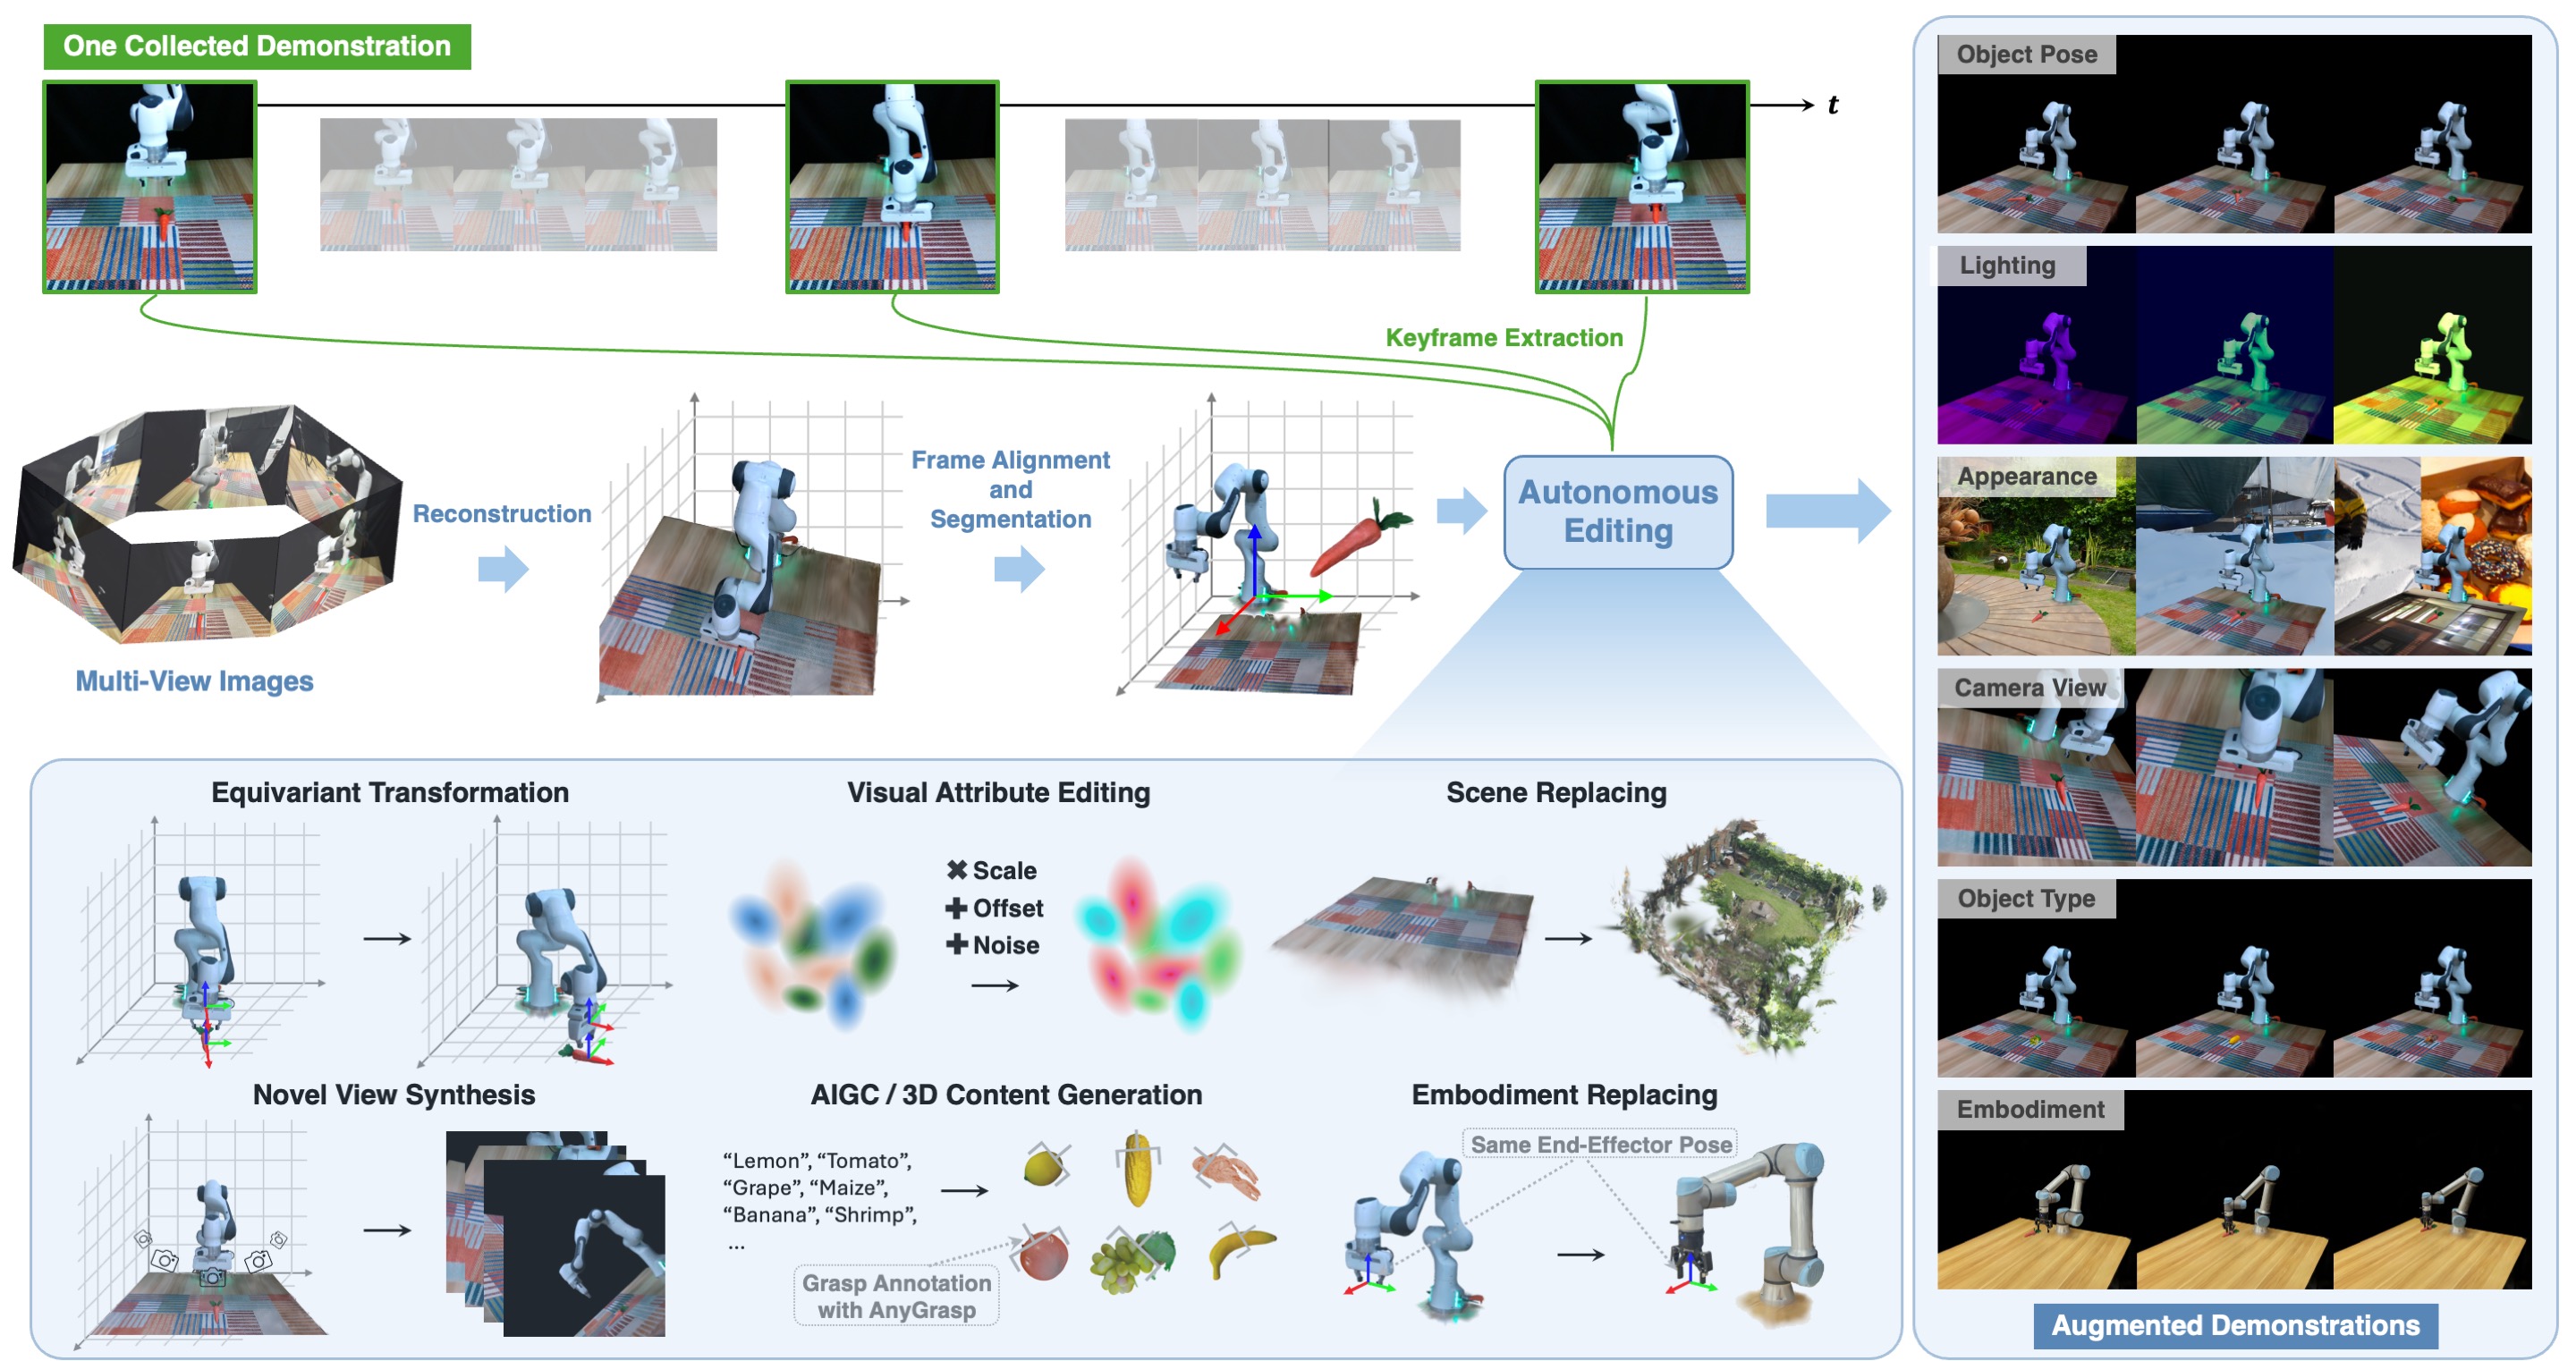 One Collected Demonstration
t
Keyframe Extraction
Multi-View Images
Reconstruction
Frame Alignment
and
Segmentation
Autonomous
Editing
Equivariant Transformation
Visual Attribute Editing
✖ Scale
✚ Offset
✚ Noise
Scene Replacing
Novel View Synthesis
AIGC / 3D Content Generation
“Lemon”, “Tomato”,
“Grape”, “Maize”,
“Banana”, “Shrimp”,
...
Grasp Annotation
with AnyGrasp
Embodiment Replacing
Same End-Effector Pose
Object Pose
Lighting
Appearance
Camera View
Object Type
Embodiment
Augmented Demonstrations